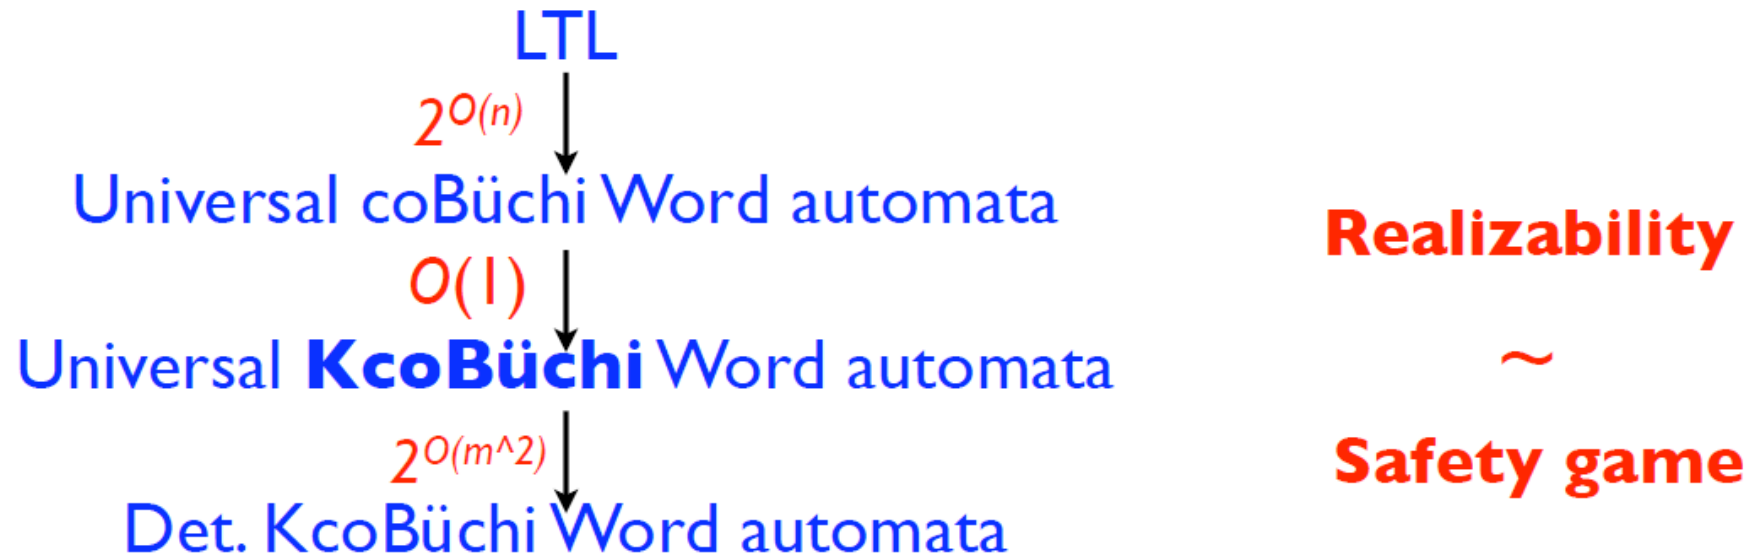 LTL
2^O(n)
Universal coBüchi Word automata
O(1)
Universal KcoBüchi Word automata
2^O(m^2)
Det. KcoBüchi Word automata
Realizability
~
Safety game